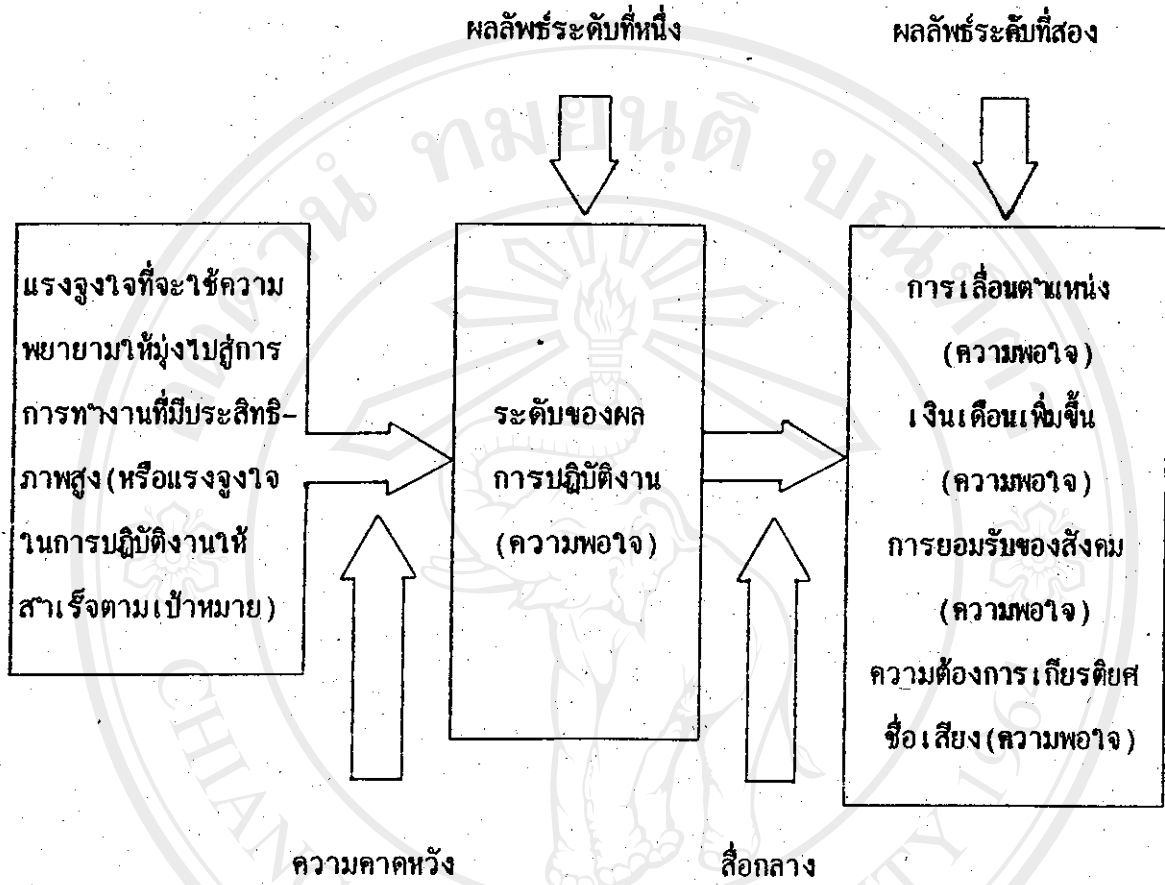 ผลลัพธ์ระดับที่หนึ่ง
ผลลัพธ์ระดับที่สอง
แรงจูงใจที่จะใช้ความ
พยายามให้มุ่งไปสู่การ
การทำงานที่มีประสิทธิ-
ภาพสูง(หรือแรงจูงใจ
ในการปฏิบัติงานให้
สำเร็จตามเป้าหมาย)
ระดับของผล
การปฏิบัติงาน
(ความพอใจ)
การเลื่อนตำแหน่ง
(ความพอใจ)
เงินเดือนเพิ่มขึ้น
(ความพอใจ)
การยอมรับของสังคม
(ความพอใจ)
ความต้องการเกียรติยศ
ชื่อเสียง(ความพอใจ)
ความคาดหวัง
สื่อกลาง